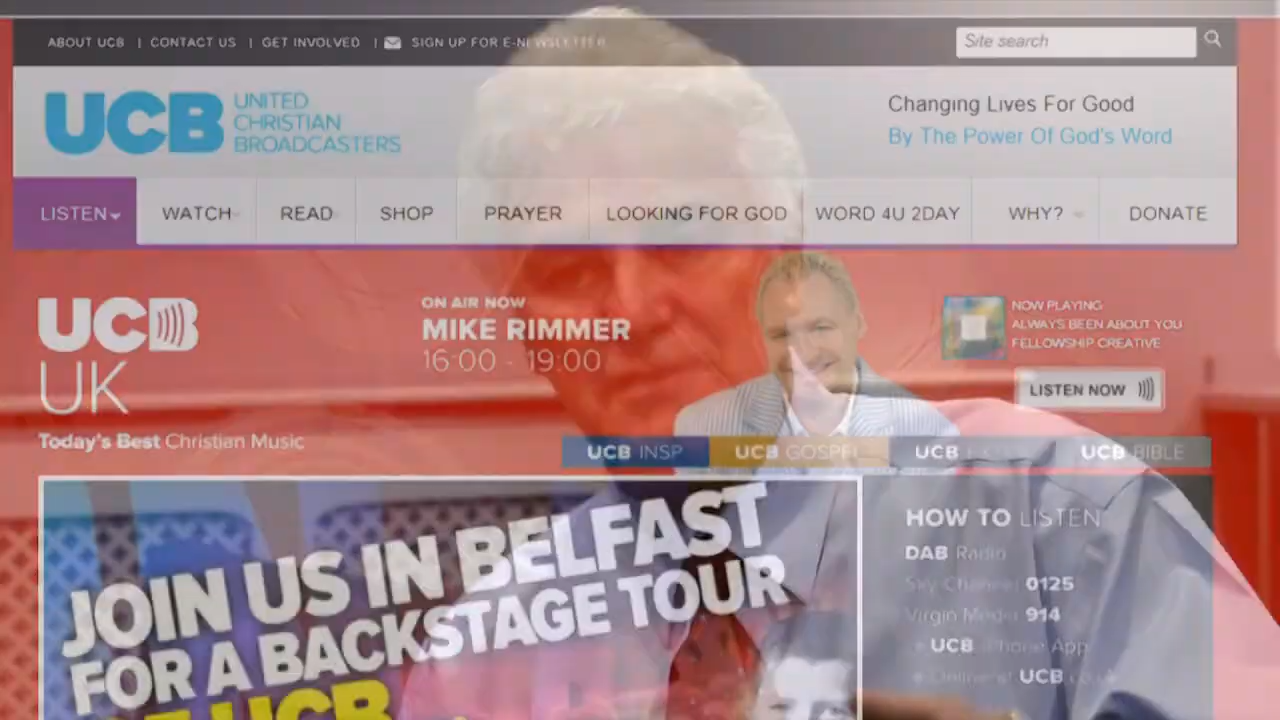 ABOUT UCB | CONTACT US | GET INVOLVED | SIGN UP FOR E-NEWSLETTER
Site search
UCB UNITED CHRISTIAN BROADCASTERS
Changing Lives For Good
By The Power Of God's Word
LISTEN WATCH READ SHOP PRAYER LOOKING FOR GOD WORD 4U 2DAY WHY? DONATE
UCB
UK
Today's Best Christian Music
ON AIR NOW
MIKE RIMMER
16:00 - 19:00
NOW PLAYING
ALWAYS BEEN ABOUT YOU
FELLOWSHIP CREATIVE
LISTEN NOW
UCB INSP UCB GOSPEL UCB UCB BIBLE
JOIN US IN BELFAST
FOR A BACKSTAGE TOUR
UCB
HOW TO LISTEN
DAB Radio
Sky Channel 0125
Virgin Media 914
UCB Phone App
Online at UCB